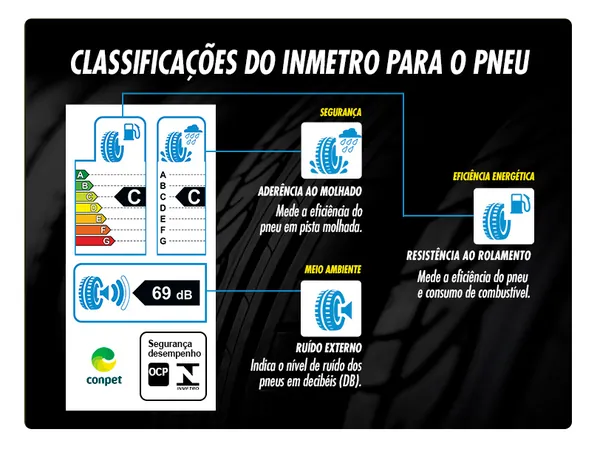 CLASSIFICAÇÕES DO INMETRO PARA O PNEU
SEGURANÇA
ADERÊNCIA AO MOLHADO
Mede a eficiência do
pneu em pista molhada.
EFICIÊNCIA ENERGÉTICA
RESISTÊNCIA AO ROLAMENTO
Mede a eficiência do pneu
e consumo de combustível.
A
B
C
D
E
F
G
C
A
B
C
D
E
F
G
C
69 dB
MEIO AMBIENTE
RUÍDO EXTERNO
Indica o nível de ruído dos
pneus em decibéis (DB).
conpet
Segurança
desempenho
OCP
INMETRO